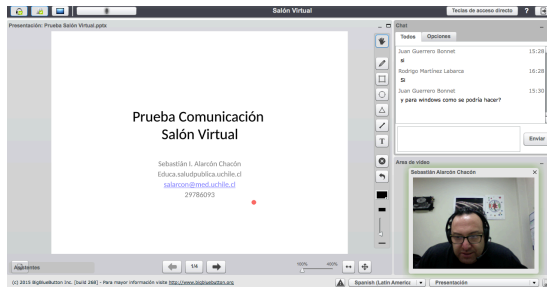 Salón Virtual
Teclas de acceso directo
?
Presentación: Prueba Salón Virtual.pptx
Prueba Comunicación
Salón Virtual
Sebastián I. Alarcón Chacón
Educa.saludpublica.uchile.cl
salarcon@med.uchile.cl
29786093
T
Asistentes
1/4
100%
400%
Chat
Todos
Opciones
Juan Guerrero Bonnet 15:28
si
Rodrigo Martínez Labarca 16:28
Si
Juan Guerrero Bonnet 15:30
y para windows como se podría hacer?
Enviar
Area de video
Sebastián Alarcón Chacón
(c) 2015 BigBlueButton Inc. [build 268] - Para mayor información visite http://www.bigbluebutton.org
Spanish (Latin Americ
Presentación